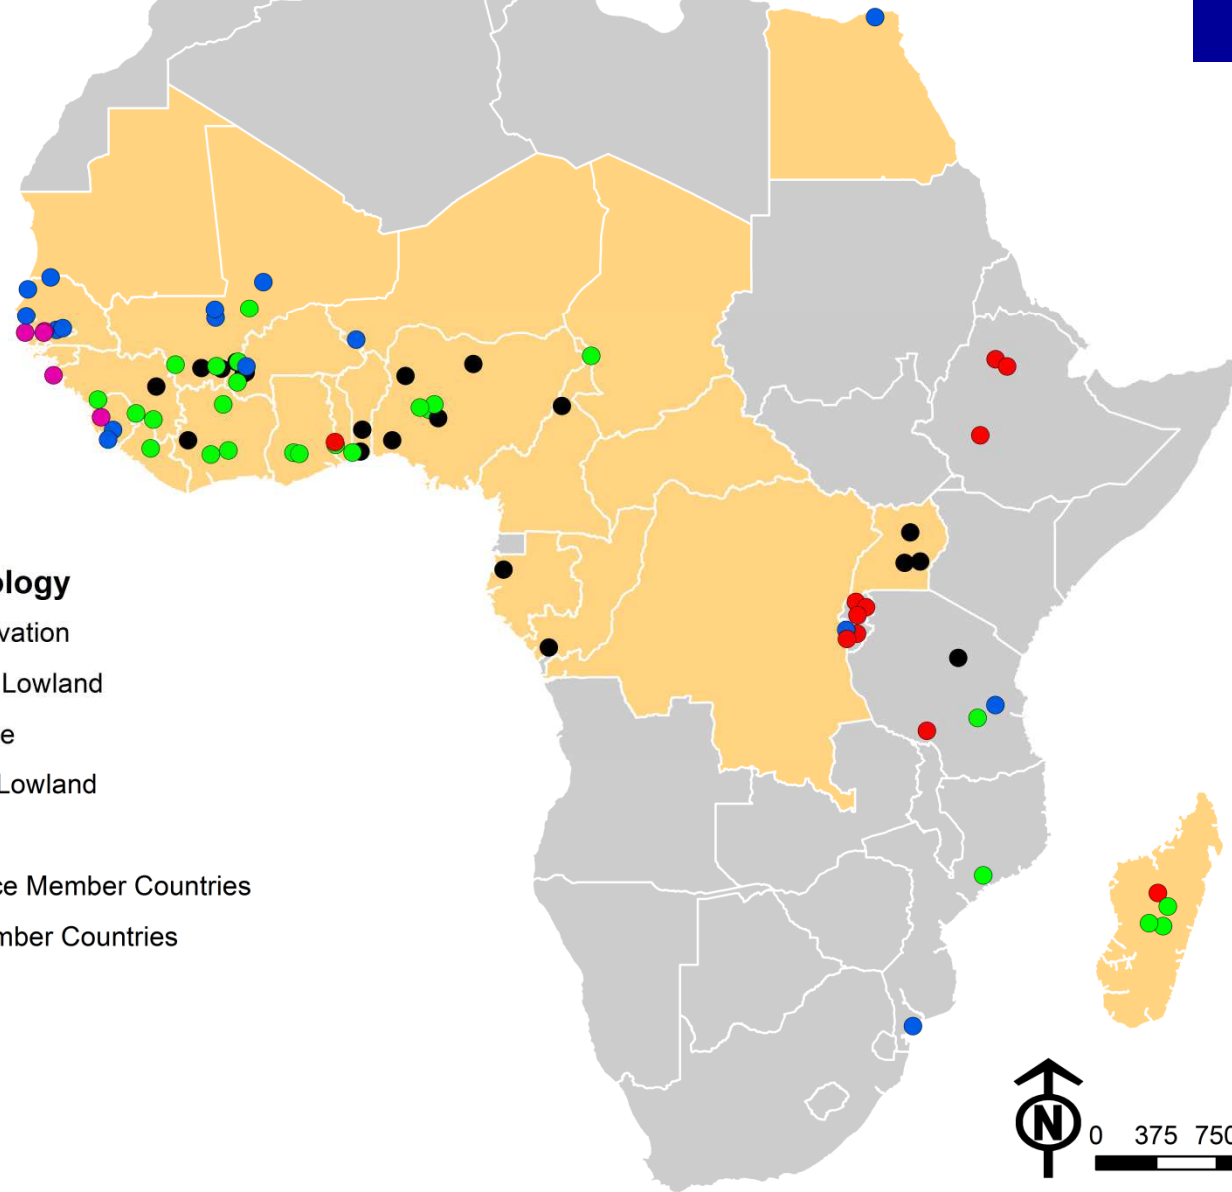 ology
vation
Lowland
e
Lowland
ce Member Countries
mber Countries
N
0 375 750